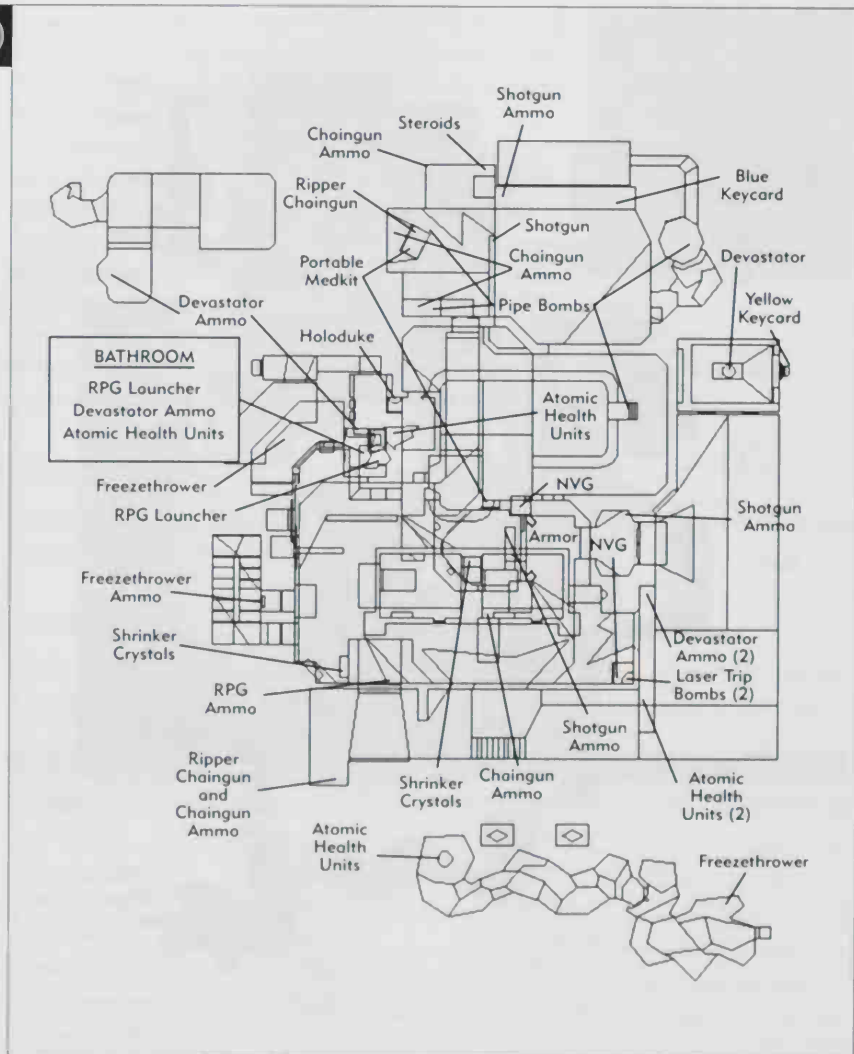 Shotgun
Ammo
Steroids
Chaingun
Ammo
Ripper
Chaingun
Blue
Keycard
Shotgun
Portable
Medkit
Chaingun
Ammo
Devastator
Pipe Bombs
Devastator
Ammo
Yellow
Keycard
Holoduke
BATHROOM
RPG Launcher
Devastator Ammo
Atomic Health Units
Atomic
Health
Units
Freezethrower
NVG
RPG Launcher
Shotgun
Ammo
Armor
NVG
Freezethrower
Ammo
Shrinker
Crystals
Devastator
Ammo (2)
Laser Trip
Bombs (2)
RPG
Ammo
Shotgun
Ammo
Ripper
Chaingun
and
Chaingun
Ammo
Shrinker
Crystals
Chaingun
Ammo
Atomic
Health
Units (2)
Atomic
Health
Units
Freezethrower